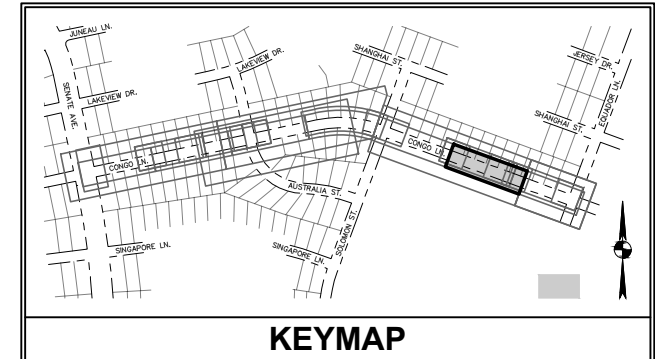 JUNEAU LN.
LAKEVIEW DR.
SHANGHAI ST.
JERSEY DR.
SENATE AVE.
LAKEVIEW DR.
EQUADOR LN.
SHANGHAI ST.
CONGO LN.
CONGO LN.
AUSTRALIA ST.
SOLOMON ST.
SINGAPORE LN.
SINGAPORE LN.
KEYMAP